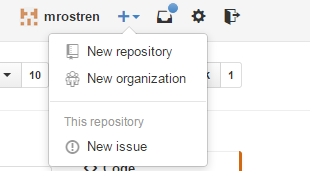 mrostren
New repository
10
New organization
k
1
This repository
New issue
Code